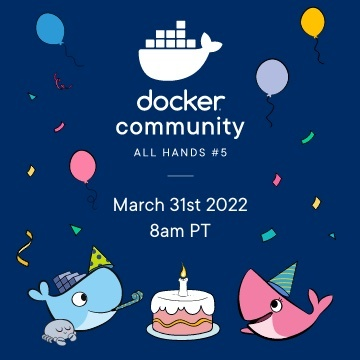 docker
community
ALL HANDS #5
March 31st 2022
8am PT